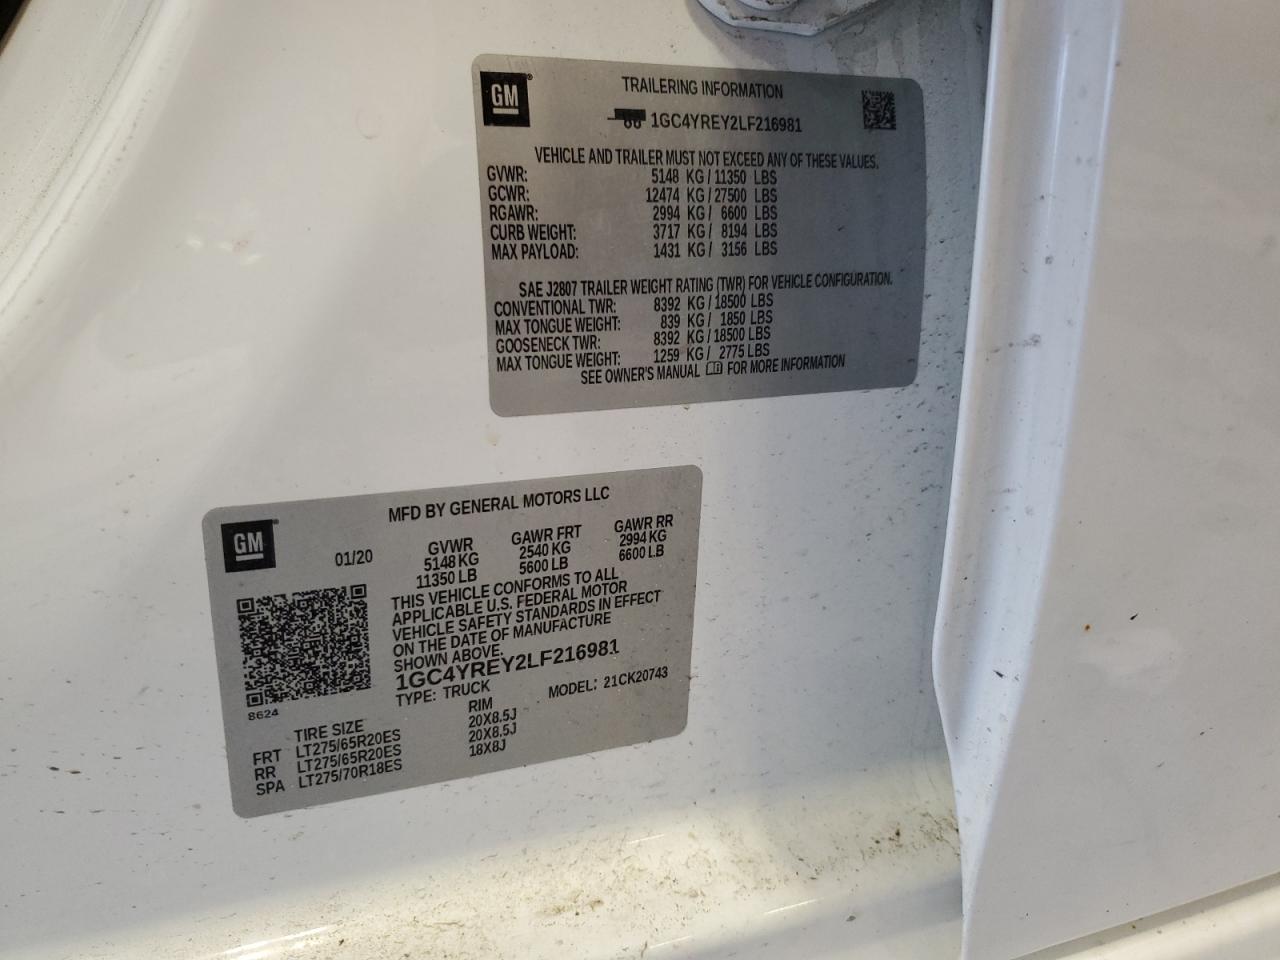 GM
TRAILERING INFORMATION
1GC4YREY2LF216981
VEHICLE AND TRAILER MUST NOT EXCEED ANY OF THESE VALUES.
GVWR: 5148 KG / 11350 LBS
GCWR: 12474 KG / 27500 LBS
RGAWR: 2994 KG / 6600 LBS
CURB WEIGHT: 3717 KG / 8194 LBS
MAX PAYLOAD: 1431 KG / 3156 LBS
SAE J2807 TRAILER WEIGHT RATING (TWR) FOR VEHICLE CONFIGURATION.
CONVENTIONAL TWR: 8392 KG / 18500 LBS
MAX TONGUE WEIGHT: 839 KG / 1850 LBS
GOOSENECK TWR: 8392 KG / 18500 LBS
MAX TONGUE WEIGHT: 1259 KG / 2775 LBS
SEE OWNER'S MANUAL FOR MORE INFORMATION
GM
MFD BY GENERAL MOTORS LLC
01/20 GVWR GAWR FRT GAWR RR
5148 KG 2540 KG 2994 KG
11350 LB 5600 LB 6600 LB
THIS VEHICLE CONFORMS TO ALL
APPLICABLE U.S. FEDERAL MOTOR
VEHICLE SAFETY STANDARDS IN EFFECT
ON THE DATE OF MANUFACTURE
SHOWN ABOVE.
1GC4YREY2LF216981
TYPE: TRUCK MODEL: 21CK20743
8624
TIRE SIZE RIM
FRT LT275/65R20ES 20X8.5J
RR LT275/65R20ES 20X8.5J
SPA LT275/70R18ES 18X8J